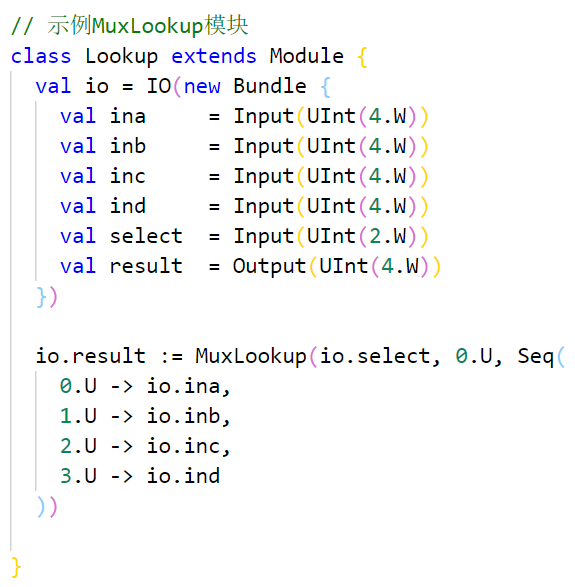 // 示例MuxLookup模块
class Lookup extends Module {
  val io = IO(new Bundle {
    val ina     = Input(UInt(4.W))
    val inb     = Input(UInt(4.W))
    val inc     = Input(UInt(4.W))
    val ind     = Input(UInt(4.W))
    val select  = Input(UInt(2.W))
    val result  = Output(UInt(4.W))
  })

  io.result := MuxLookup(io.select, 0.U, Seq(
    0.U -> io.ina,
    1.U -> io.inb,
    2.U -> io.inc,
    3.U -> io.ind
  ))

}